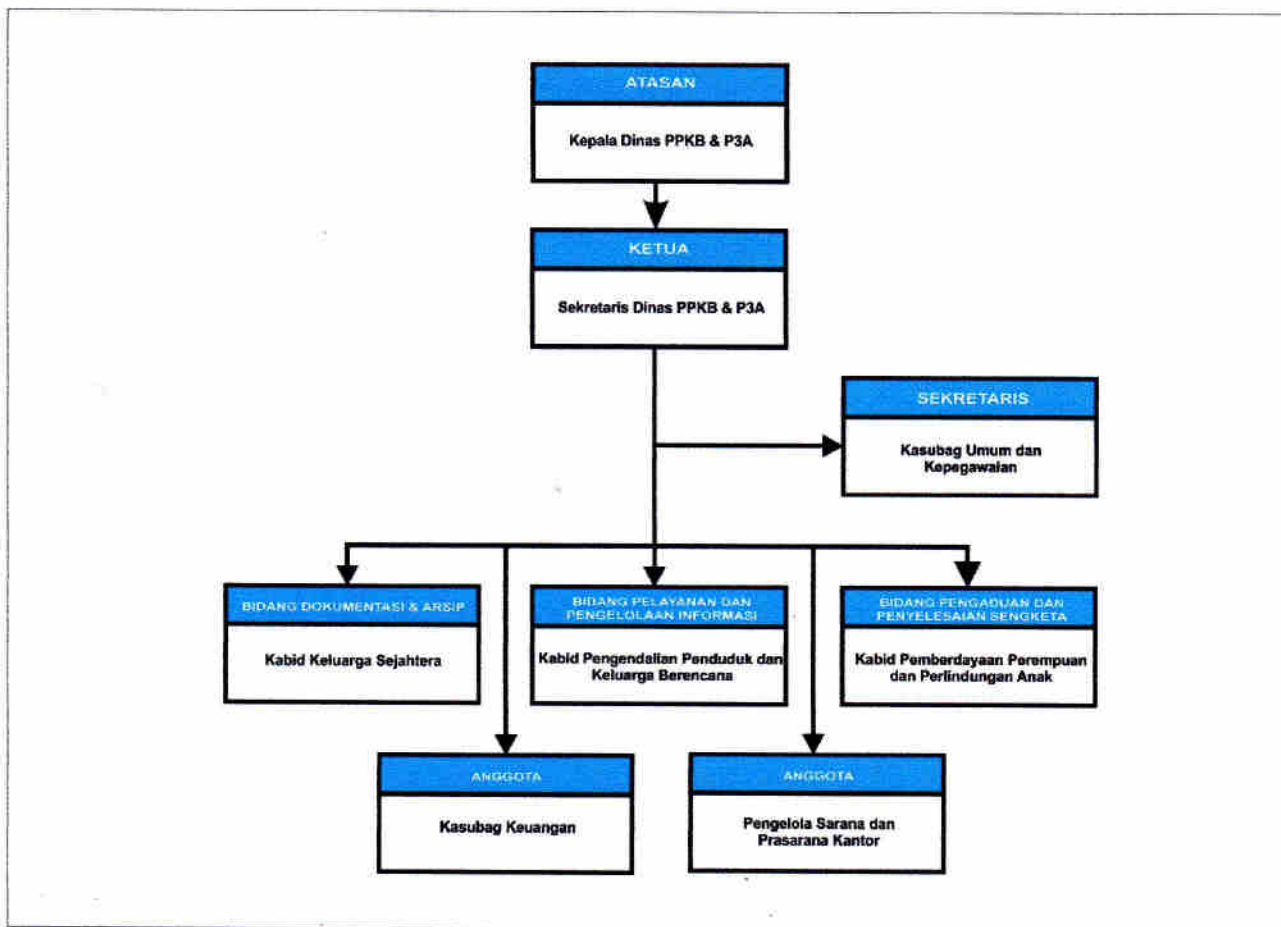 ATASAN
Kepala Dinas PPKB & P3A
KETUA
Sekretaris Dinas PPKB & P3A
SEKRETARIS
Kasubag Umum dan
Kepegawaian
BIDANG DOKUMENTASI & ARSIP
Kabid Keluarga Sejahtera
BIDANG PELAYANAN DAN
PENGELOLAAN INFORMASI
Kabid Pengendalian Penduduk dan
Keluarga Berencana
BIDANG PENGADUAN DAN
PENYELESAIAN SENGKETA
Kabid Pemberdayaan Perempuan
dan Perlindungan Anak
ANGGOTA
Kasubag Keuangan
ANGGOTA
Pengelola Sarana dan
Prasarana Kantor